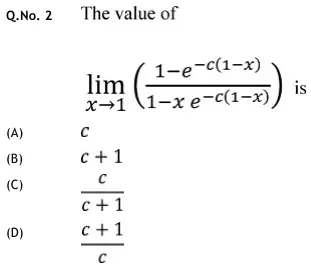 Q.No. 2 The value of
lim x→1 ( 1−e^−c(1−x) / 1−x e^−c(1−x) ) is
(A) c
(B) c + 1
(C) c / c + 1
(D) c + 1 / c